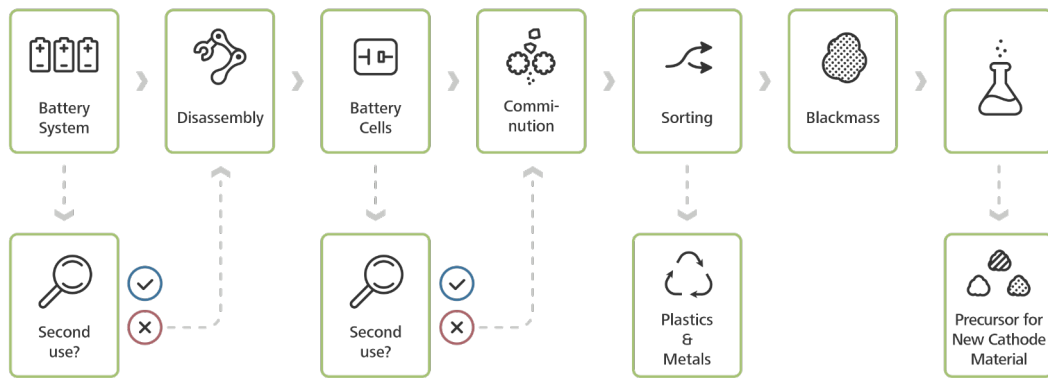 Battery
System
Disassembly
Battery
Cells
Commi-
nution
Sorting
Blackmass
Second
use?
Second
use?
Plastics
&
Metals
Precursor for
New Cathode
Material